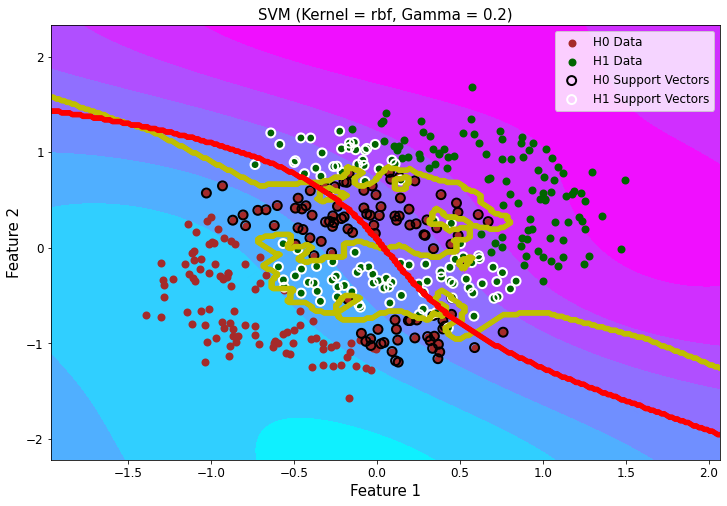 SVM (Kernel = rbf, Gamma = 0.2)
H0 Data
H1 Data
H0 Support Vectors
H1 Support Vectors
2
1
0
−1
−2
Feature 2
−1.5 −1.0 −0.5 0.0 0.5 1.0 1.5 2.0
Feature 1